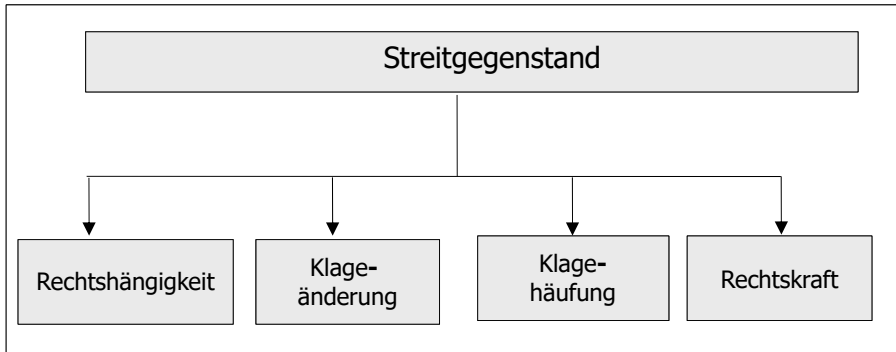 Streitgegenstand
Rechtshängigkeit
Klage-
änderung
Klage-
häufung
Rechtskraft